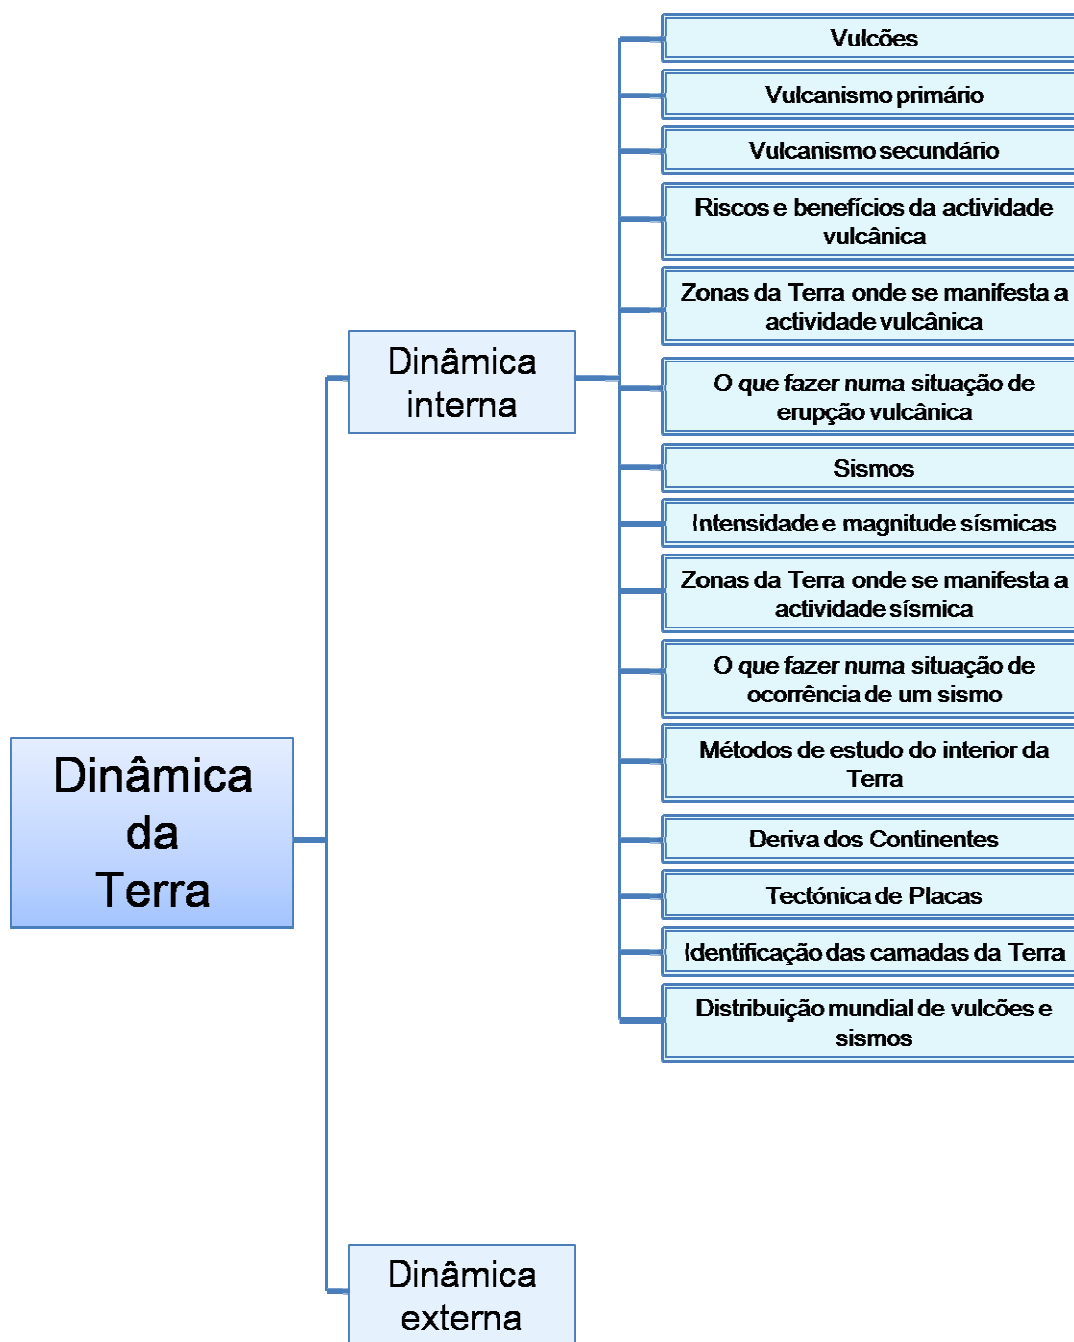 Dinâmica
da
Terra
Dinâmica
interna
Vulcões
Vulcanismo primário
Vulcanismo secundário
Riscos e benefícios da actividade
vulcânica
Zonas da Terra onde se manifesta a
actividade vulcânica
O que fazer numa situação de
erupção vulcânica
Sismos
Intensidade e magnitude sísmicas
Zonas da Terra onde se manifesta a
actividade sísmica
O que fazer numa situação de
ocorrência de um sismo
Métodos de estudo do interior da
Terra
Deriva dos Continentes
Tectónica de Placas
Identificação das camadas da Terra
Distribuição mundial de vulcões e
sismos
Dinâmica
externa